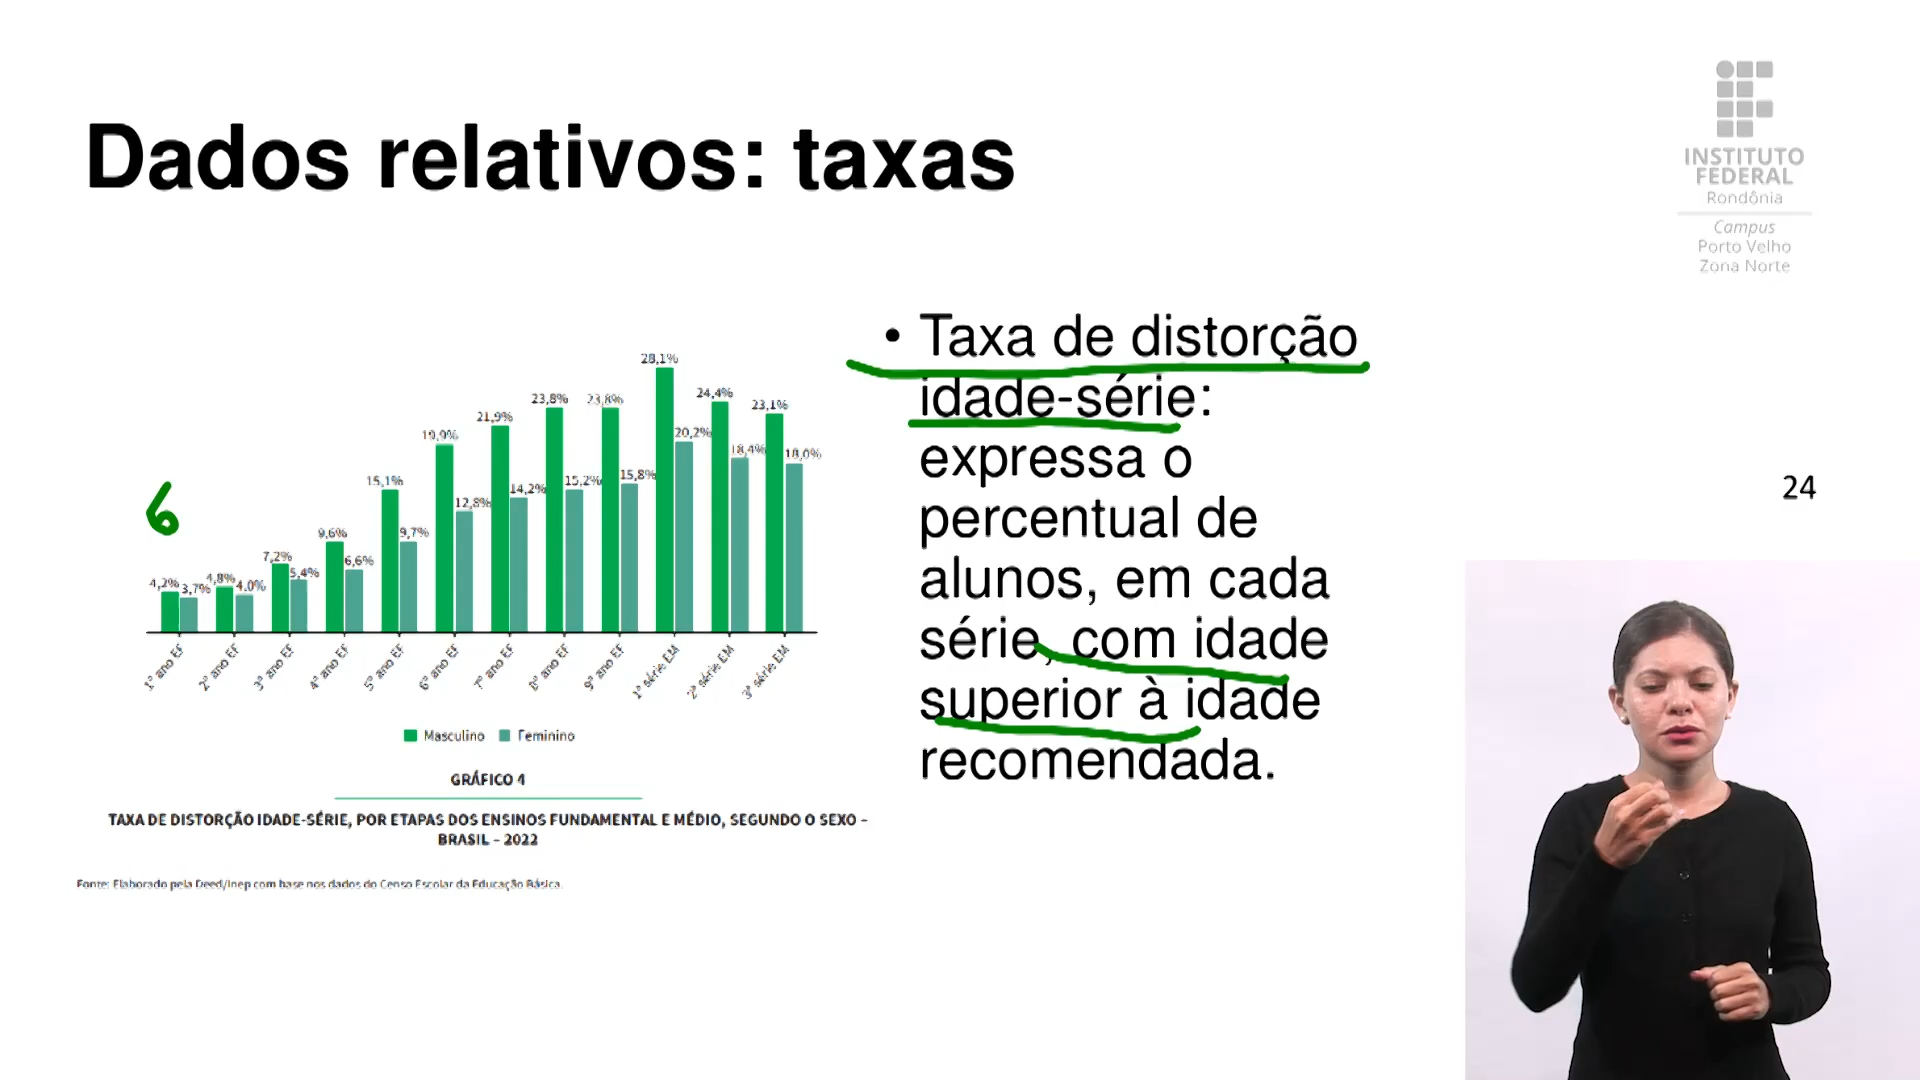 Dados relativos: taxas
INSTITUTO
FEDERAL
Rondônia
Campus
Porto Velho
Zona Norte
• Taxa de distorção
idade-série:
expressa o
percentual de
alunos, em cada
série, com idade
superior à idade
recomendada.
24
6
28,1%
24,4%
23,1%
23,8% 23,8%
21,9%
19,9%
20,2%
18,4% 18,0%
15,1%
14,2% 15,2% 15,8%
12,8%
9,6%
9,7%
7,2%
6,6%
5,4%
4,2% 3,7% 4,8% 4,0%
1º ano EF 2º ano EF 3º ano EF 4º ano EF 5º ano EF 6º ano EF 7º ano EF 8º ano EF 9º ano EF 1ª série EM 2ª série EM 3ª série EM
Masculino Feminino
GRÁFICO 4
TAXA DE DISTORÇÃO IDADE-SÉRIE, POR ETAPAS DOS ENSINOS FUNDAMENTAL E MÉDIO, SEGUNDO O SEXO –
BRASIL – 2022
Fonte: Elaborado pela Deed/Inep com base nos dados do Censo Escolar da Educação Básica.